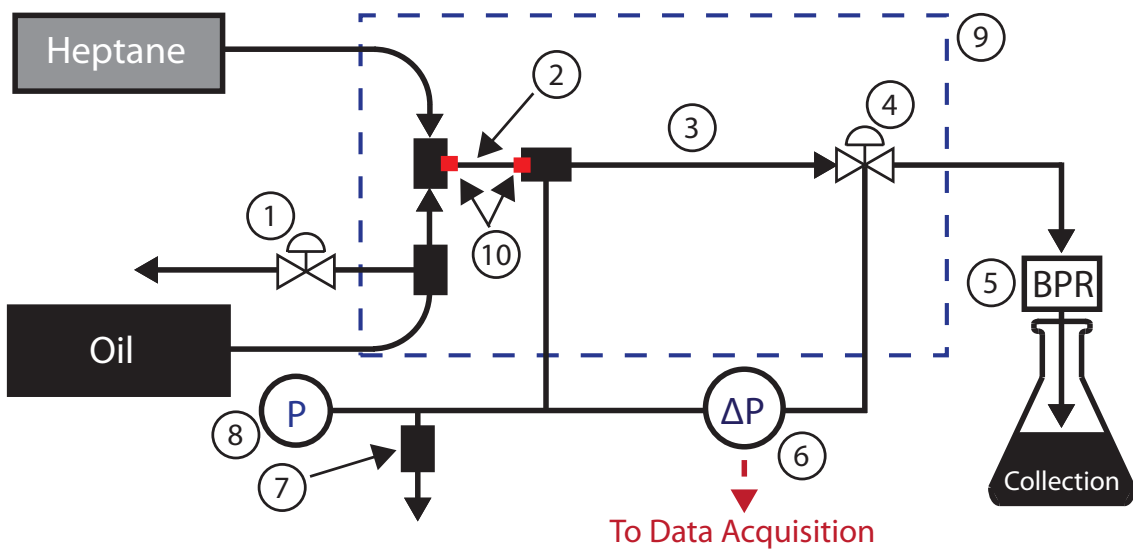 Heptane
9
2
4
3
1
10
5
BPR
Oil
P
ΔP
8
6
7
Collection
To Data Acquisition